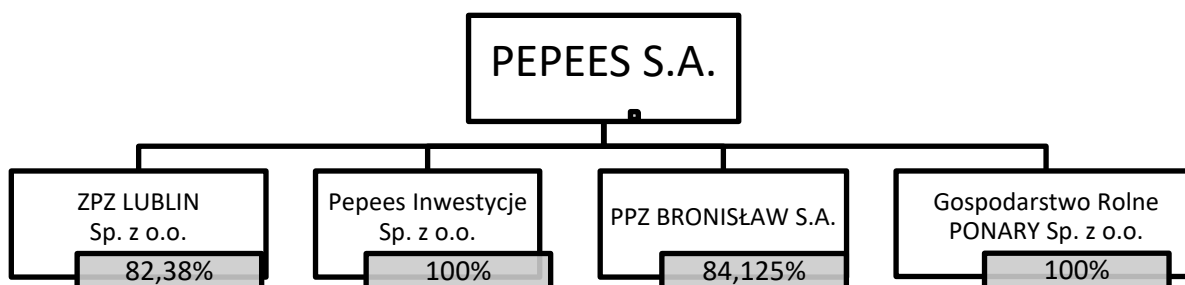 PEPEES S.A.
ZPZ LUBLIN
Sp. z o.o.
82,38%
Pepees Inwestycje
Sp. z o.o.
100%
PPZ BRONISŁAW S.A.
84,125%
Gospodarstwo Rolne
PONARY Sp. z o.o.
100%